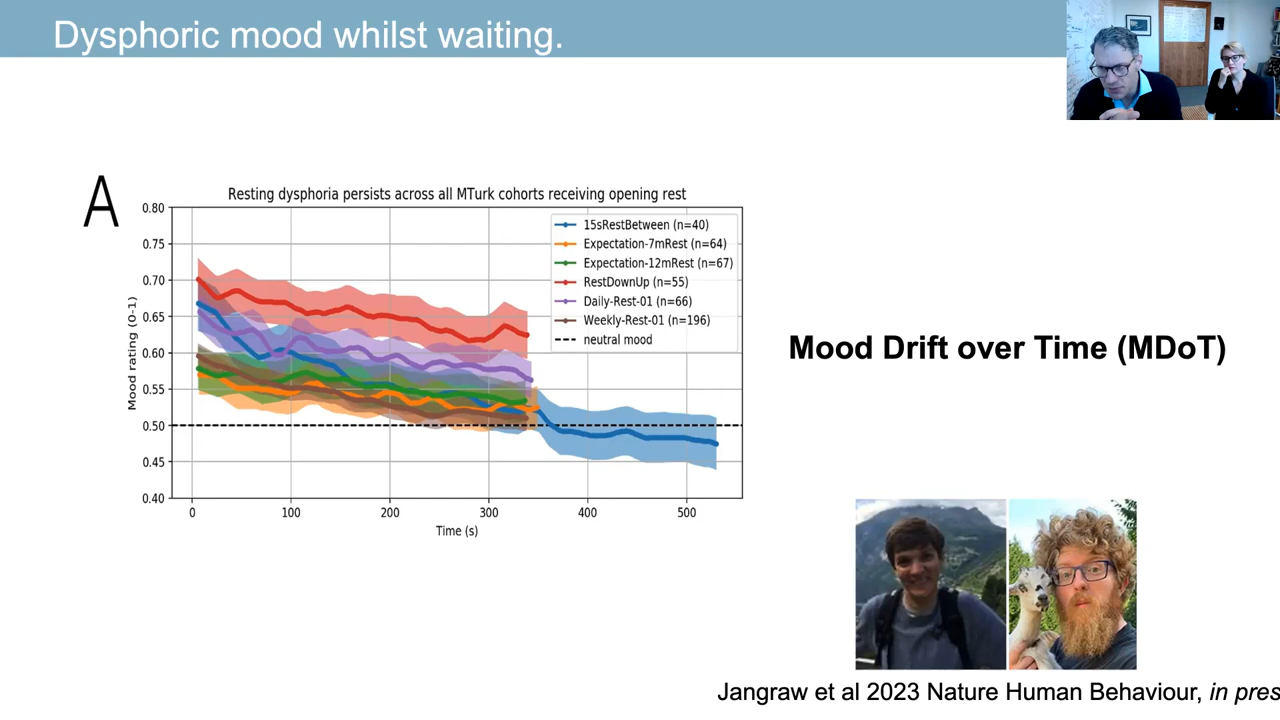 Dysphoric mood whilst waiting.
A
Resting dysphoria persists across all MTurk cohorts receiving opening rest
0.80
0.75
0.70
0.65
0.60
0.55
0.50
0.45
0.40
Mood rating (0-1)
15sRestBetween (n=40)
Expectation-7mRest (n=64)
Expectation-12mRest (n=67)
RestDownUp (n=55)
Daily-Rest-01 (n=66)
Weekly-Rest-01 (n=196)
neutral mood
0 100 200 300 400 500
Time (s)
Mood Drift over Time (MDoT)
Jangraw et al 2023 Nature Human Behaviour, in pres